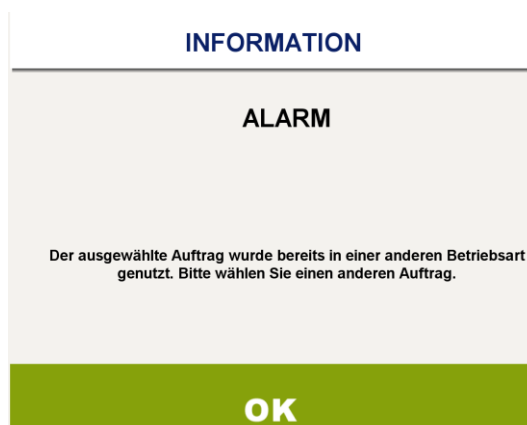 INFORMATION
ALARM
Der ausgewählte Auftrag wurde bereits in einer anderen Betriebsart
genutzt. Bitte wählen Sie einen anderen Auftrag.
OK